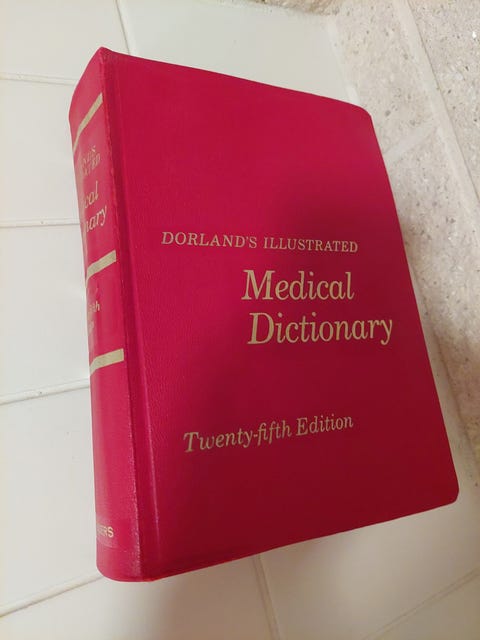 DORLAND'S ILLUSTRATED
Medical
Dictionary
Twenty-fifth Edition